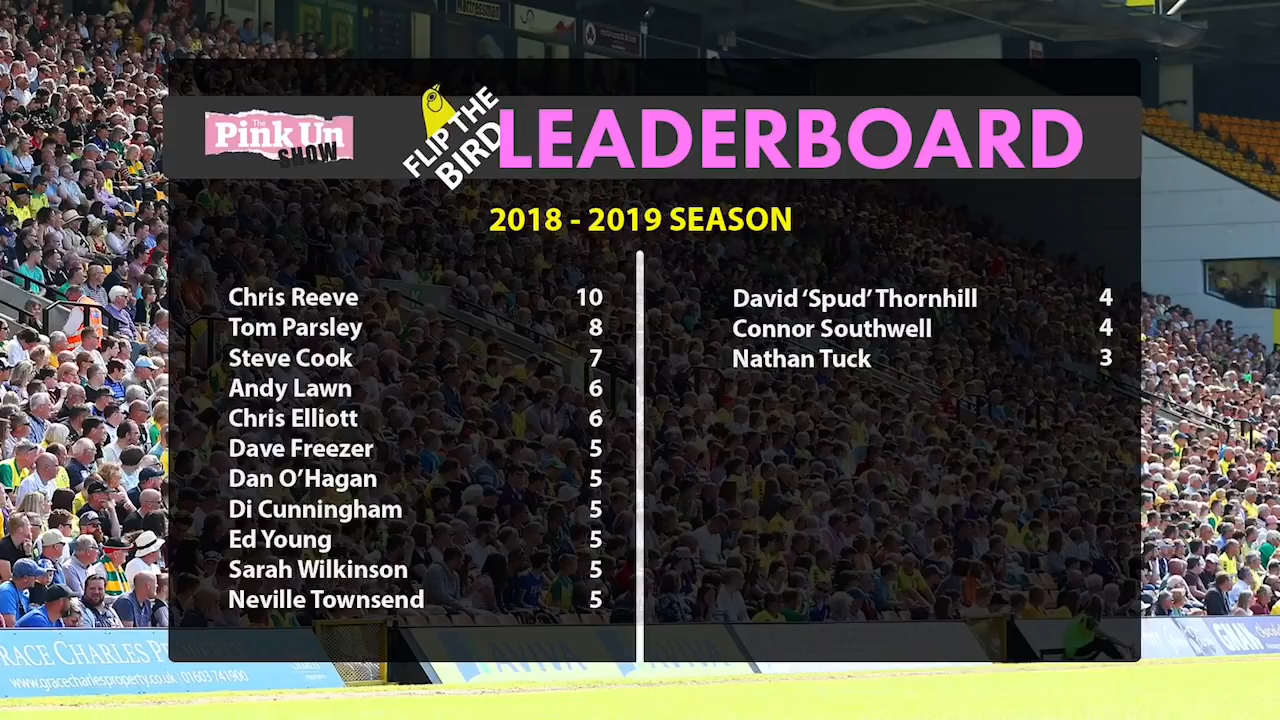 Mattressman
The
Pink Un
SHOW
FLIP THE
BIRD
LEADERBOARD
2018 - 2019 SEASON
Chris Reeve 10
Tom Parsley 8
Steve Cook 7
Andy Lawn 6
Chris Elliott 6
Dave Freezer 5
Dan O’Hagan 5
Di Cunningham 5
Ed Young 5
Sarah Wilkinson 5
Neville Townsend 5
David ‘Spud’ Thornhill 4
Connor Southwell 4
Nathan Tuck 3
RACE CHARLES
www.gracecharlesproperty.co.uk 01603 741900
AVIVA AVIVA